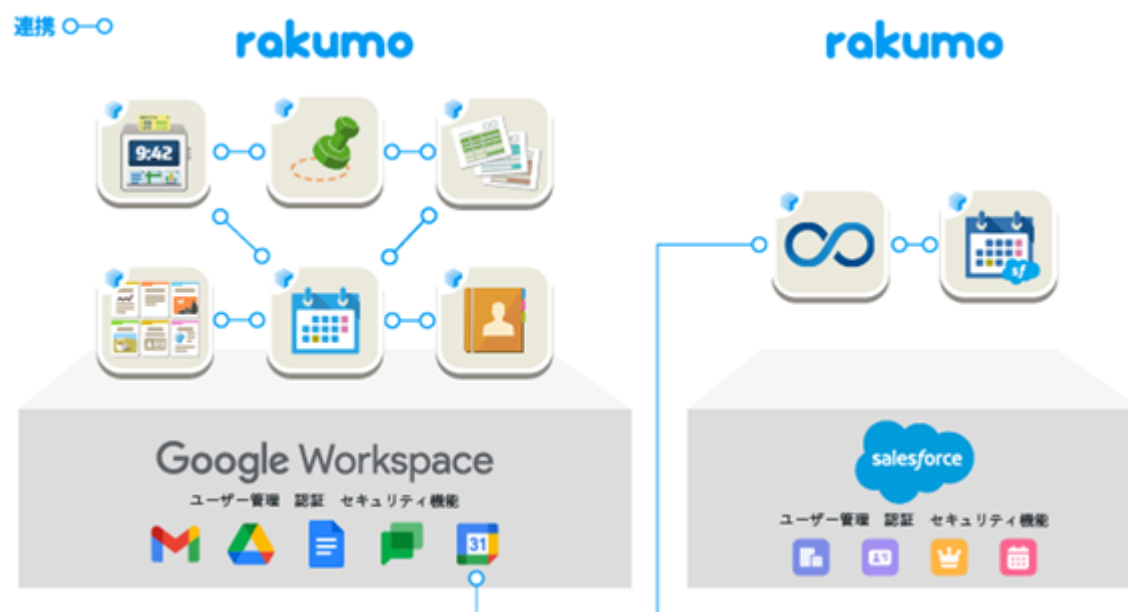 連携
rakumo
rakumo
9:42
sf
Google Workspace
ユーザー管理 認証 セキュリティ機能
31
salesforce
ユーザー管理 認証 セキュリティ機能